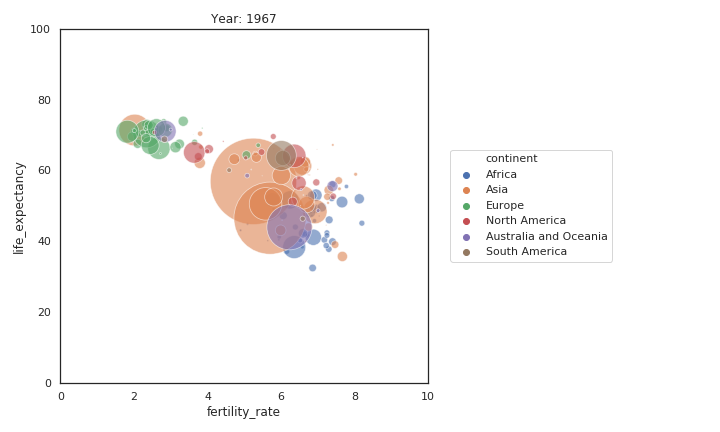 Year: 1967
100
80
60
40
20
0
life_expectancy
0 2 4 6 8 10
fertility_rate
continent
Africa
Asia
Europe
North America
Australia and Oceania
South America